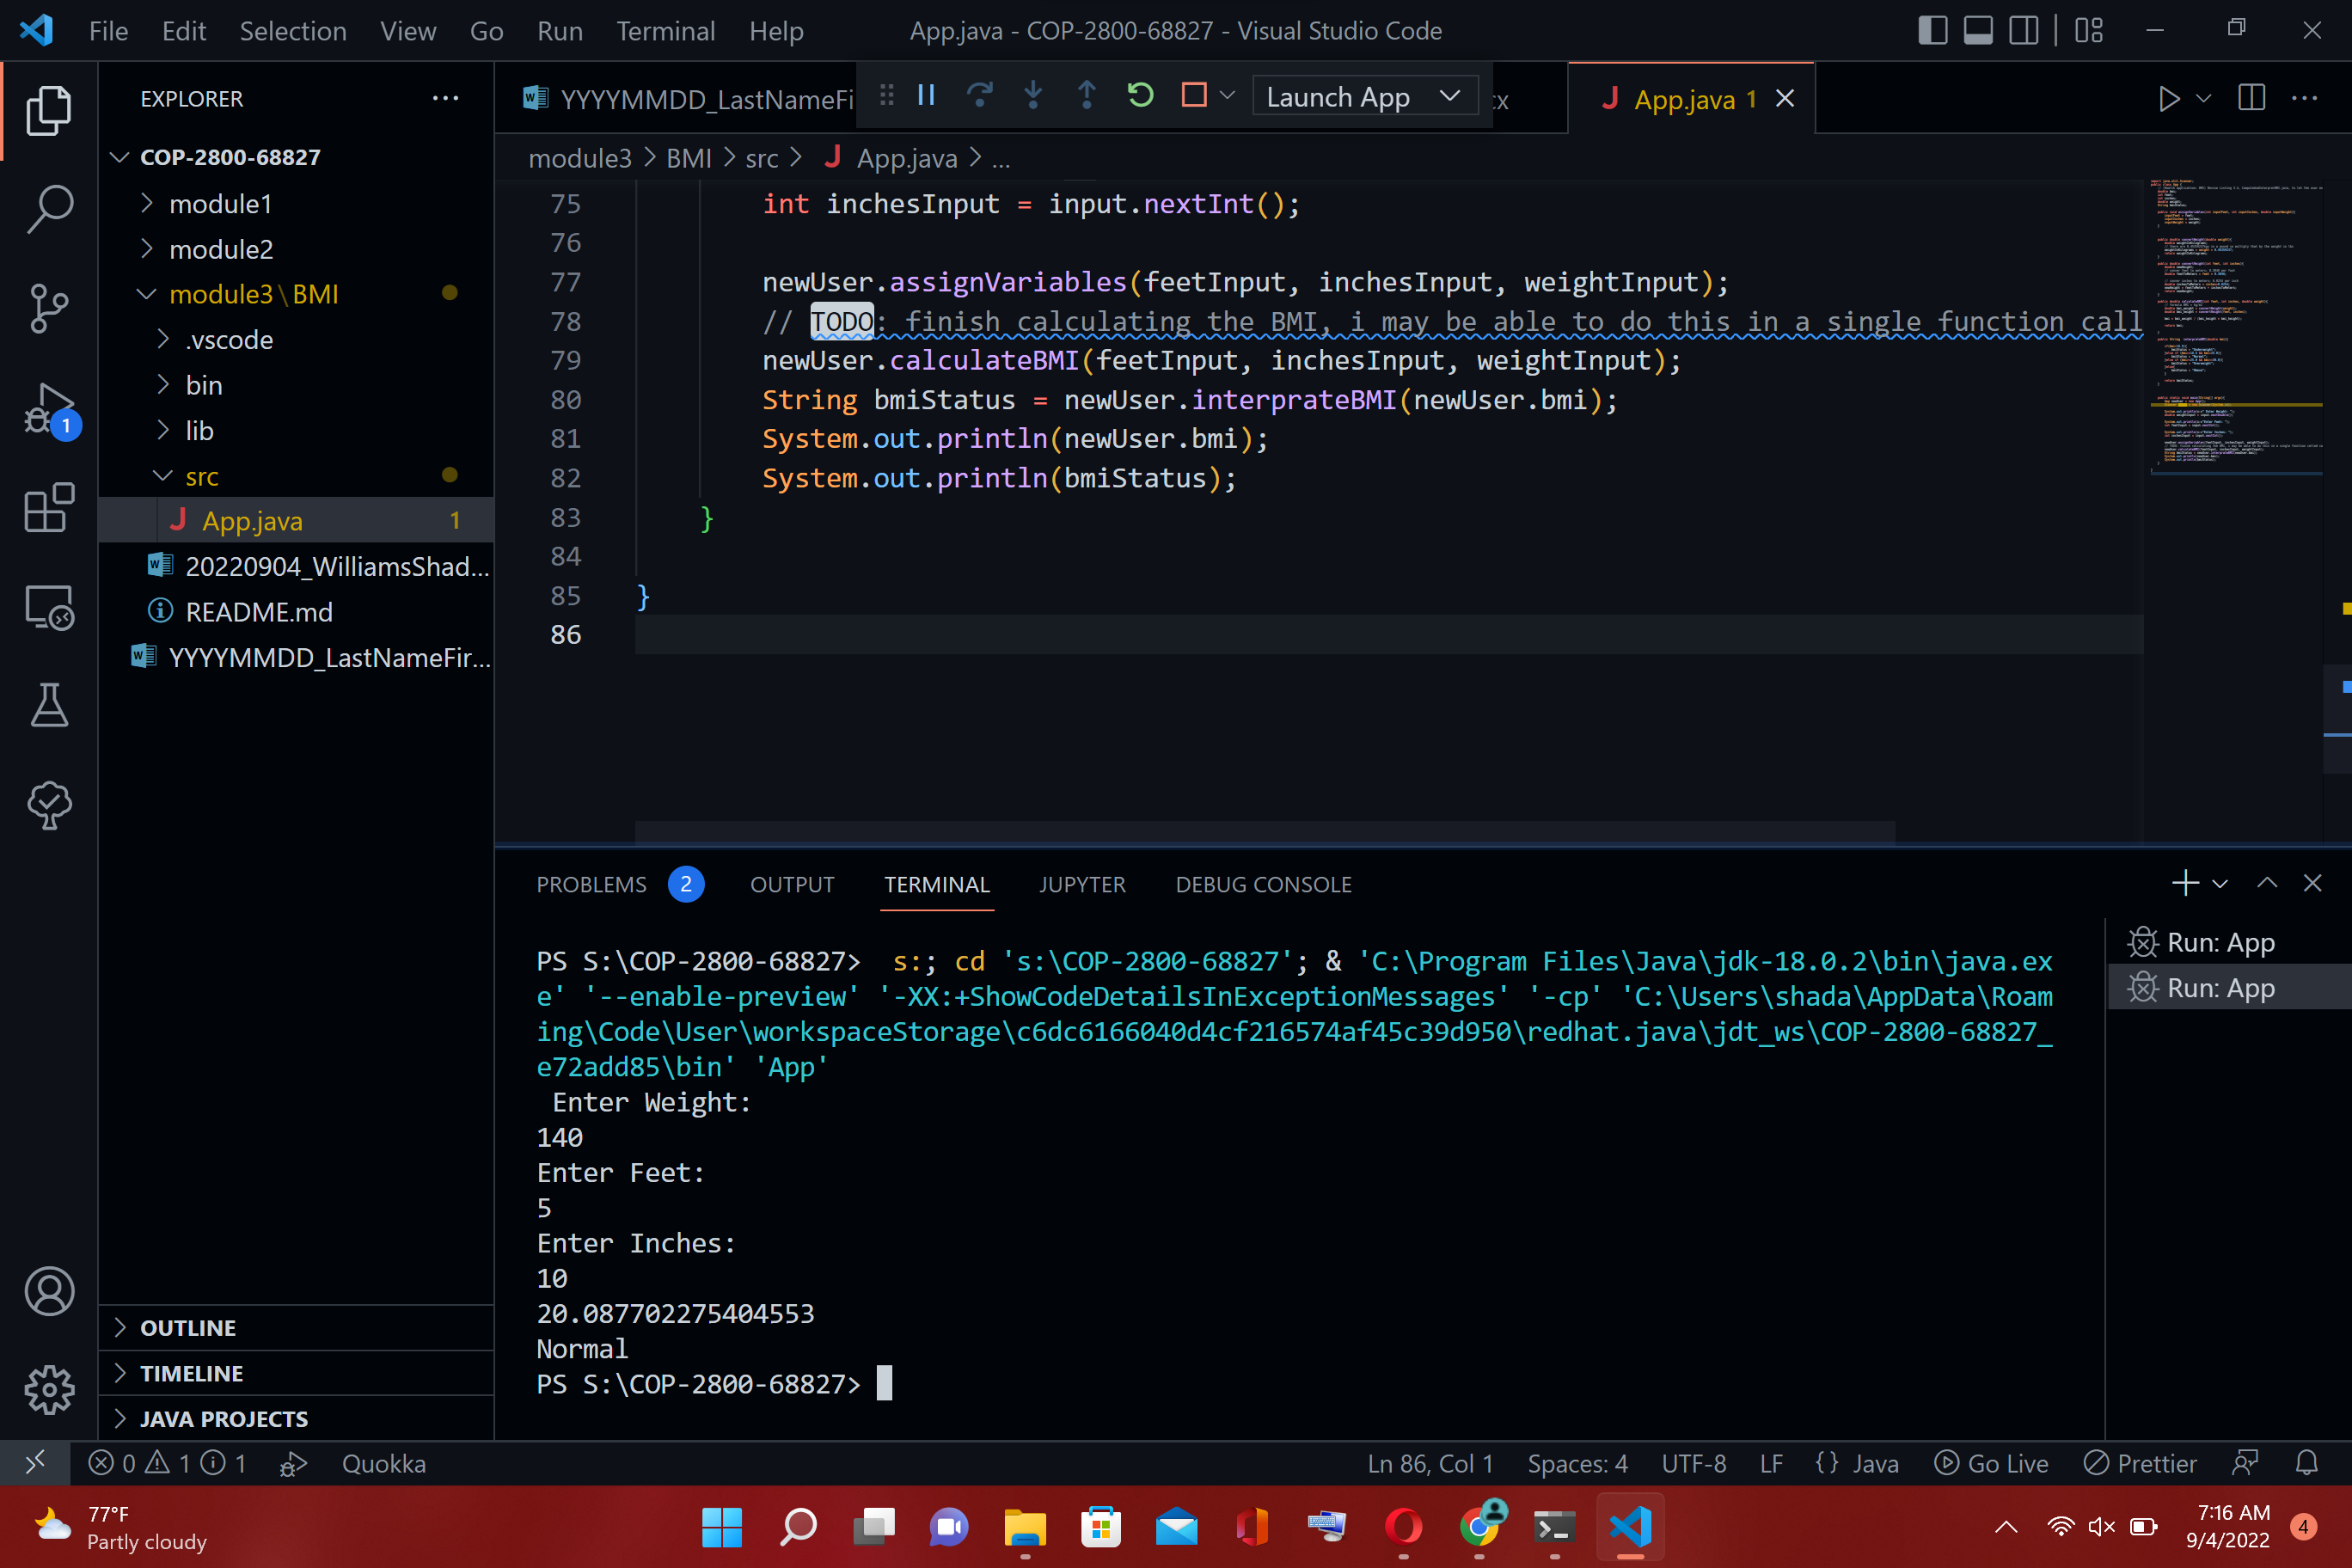 File Edit Selection View Go Run Terminal Help
App.java - COP-2800-68827 - Visual Studio Code
EXPLORER
YYYYMMDD_LastNameFi
Launch App
App.java 1
COP-2800-68827
module3 > BMI > src > App.java > ...
module1
module2
module3\BMI
.vscode
bin
lib
src
App.java 1
20220904_WilliamsShad...
README.md
YYYYMMDD_LastNameFir...
75 int inchesInput = input.nextInt();
76
77 newUser.assignVariables(feetInput, inchesInput, weightInput);
78 // TODO: finish calculating the BMI, i may be able to do this in a single function call
79 newUser.calculateBMI(feetInput, inchesInput, weightInput);
80 String bmiStatus = newUser.interprateBMI(newUser.bmi);
81 System.out.println(newUser.bmi);
82 System.out.println(bmiStatus);
83 }
84
85 }
86
PROBLEMS 2 OUTPUT TERMINAL JUPYTER DEBUG CONSOLE
PS S:\COP-2800-68827>  s:; cd 's:\COP-2800-68827'; & 'C:\Program Files\Java\jdk-18.0.2\bin\java.ex
e' '--enable-preview' '-XX:+ShowCodeDetailsInExceptionMessages' '-cp' 'C:\Users\shada\AppData\Roam
ing\Code\User\workspaceStorage\c6dc6166040d4cf216574af45c39d950\redhat.java\jdt_ws\COP-2800-68827_
e72add85\bin' 'App'
Enter Weight:
140
Enter Feet:
5
Enter Inches:
10
20.087702275404553
Normal
PS S:\COP-2800-68827>
Run: App
Run: App
OUTLINE
TIMELINE
JAVA PROJECTS
1
0 1 1 Quokka
Ln 86, Col 1 Spaces: 4 UTF-8 LF {} Java Go Live Prettier
77°F
Partly cloudy
7:16 AM
9/4/2022
4